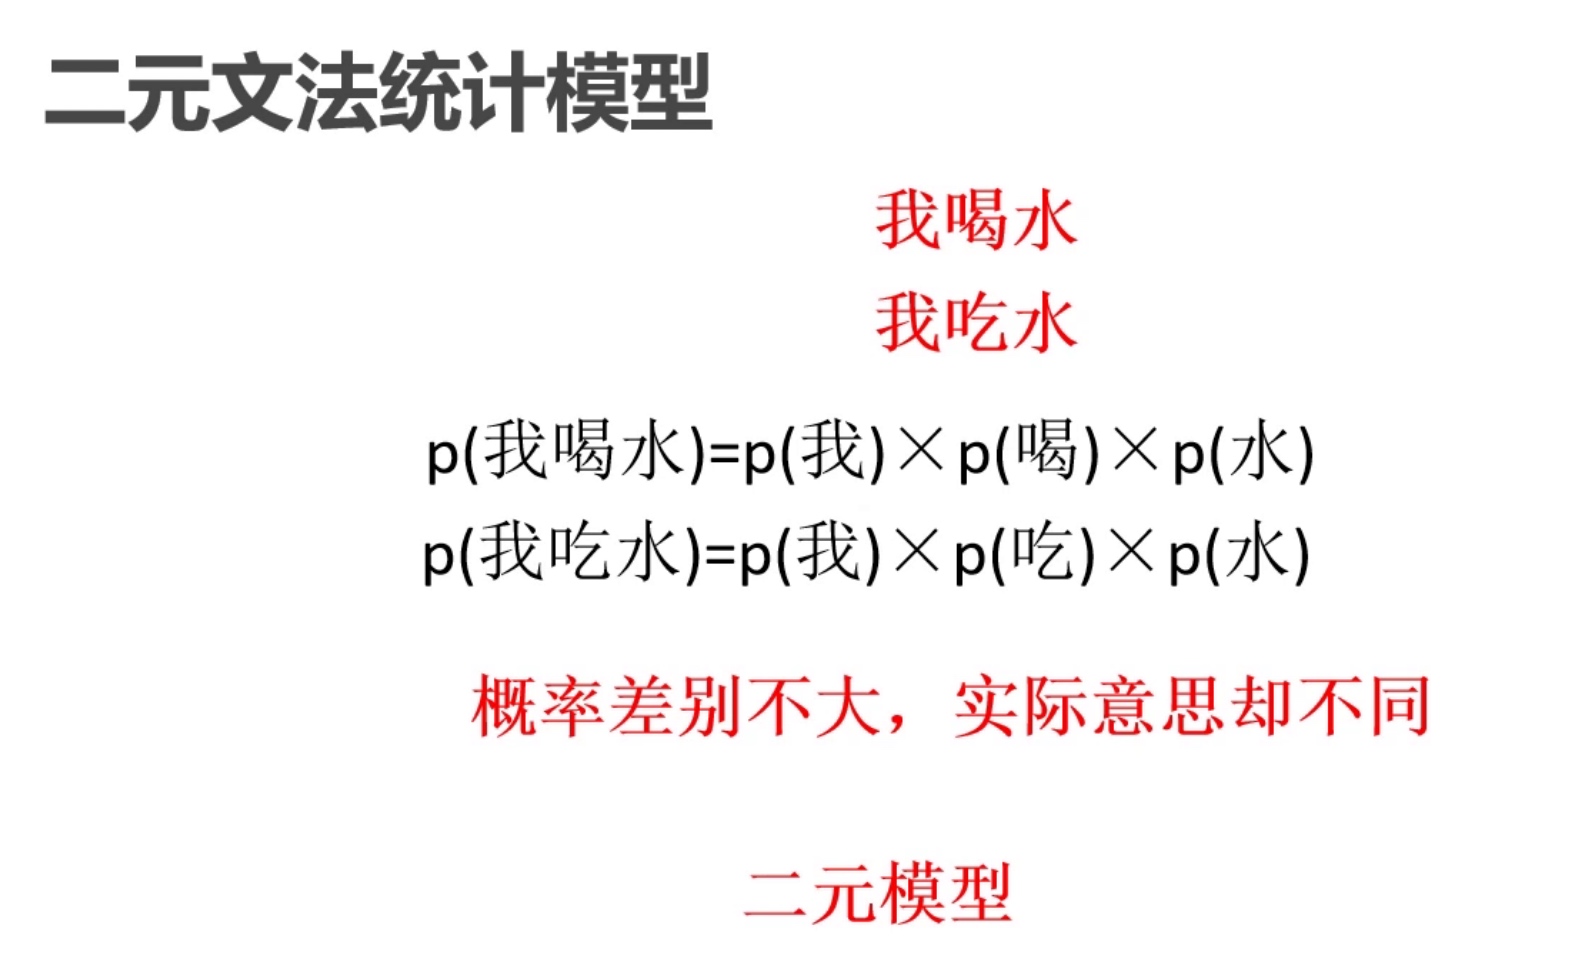 二元文法统计模型
我喝水
我吃水
p(我喝水)=p(我)×p(喝)×p(水)
p(我吃水)=p(我)×p(吃)×p(水)
概率差别不大，实际意思却不同
二元模型